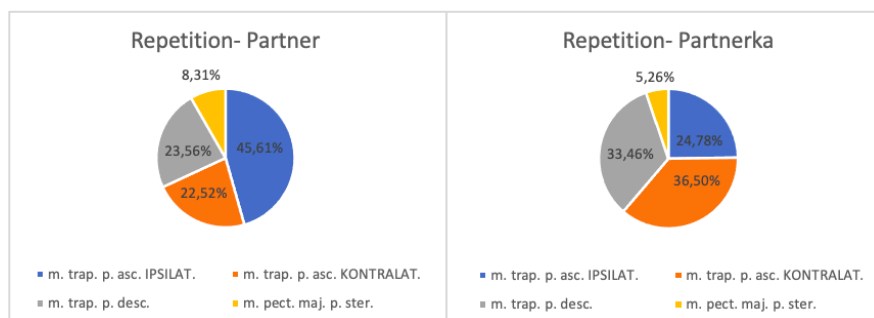 Repetition- Partner
8,31%
45,61%
23,56%
22,52%
m. trap. p. asc. IPSILAT.
m. trap. p. asc. KONTRALAT.
m. trap. p. desc.
m. pect. maj. p. ster.
Repetition- Partnerka
5,26%
24,78%
33,46%
36,50%
m. trap. p. asc. IPSILAT.
m. trap. p. asc. KONTRALAT.
m. trap. p. desc.
m. pect. maj. p. ster.